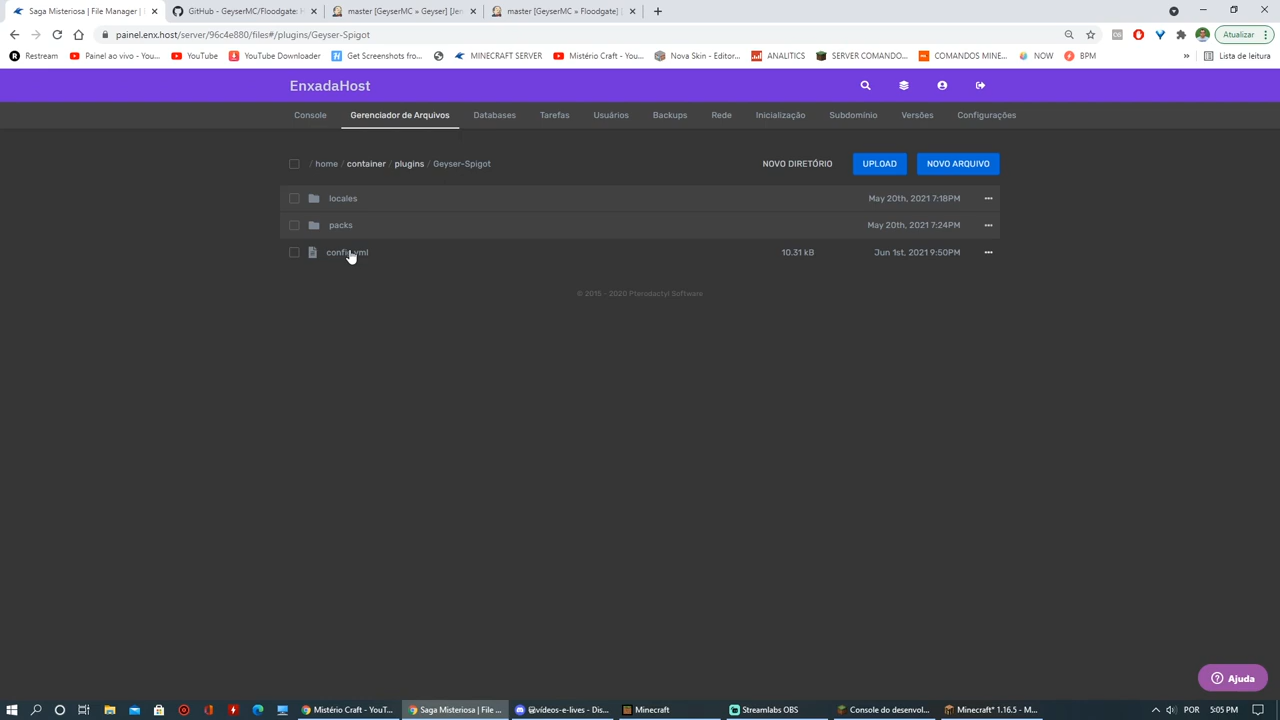 Saga Misteriosa | File Manager |
GitHub - GeyserMC/Floodgate: H
master [GeyserMC » Geyser] [Jen
master [GeyserMC » Floodgate] [
painel.enx.host/server/96c4e880/files#/plugins/Geyser-Spigot
Atualizar
Restream
Painel ao vivo - You...
YouTube
YouTube Downloader
Get Screenshots fro...
MINECRAFT SERVER
Mistério Craft - You...
Nova Skin - Editor...
ANALITICS
SERVER COMANDO...
COMANDOS MINE...
NOW
BPM
»
Lista de leitura
EnxadaHost
Console
Gerenciador de Arquivos
Databases
Tarefas
Usuários
Backups
Rede
Inicialização
Subdomínio
Versões
Configurações
/ home / container / plugins / Geyser-Spigot
NOVO DIRETÓRIO
UPLOAD
NOVO ARQUIVO
locales
May 20th, 2021 7:18PM
packs
May 20th, 2021 7:24PM
config.yml
10.31 kB
Jun 1st, 2021 9:50PM
© 2015 - 2020 Pterodactyl Software
Ajuda
Mistério Craft - YouT...
Saga Misteriosa | File ...
vídeos-e-lives - Dis...
Minecraft
Streamlabs OBS
Console do desenvol...
Minecraft* 1.16.5 - M...
POR
5:05 PM